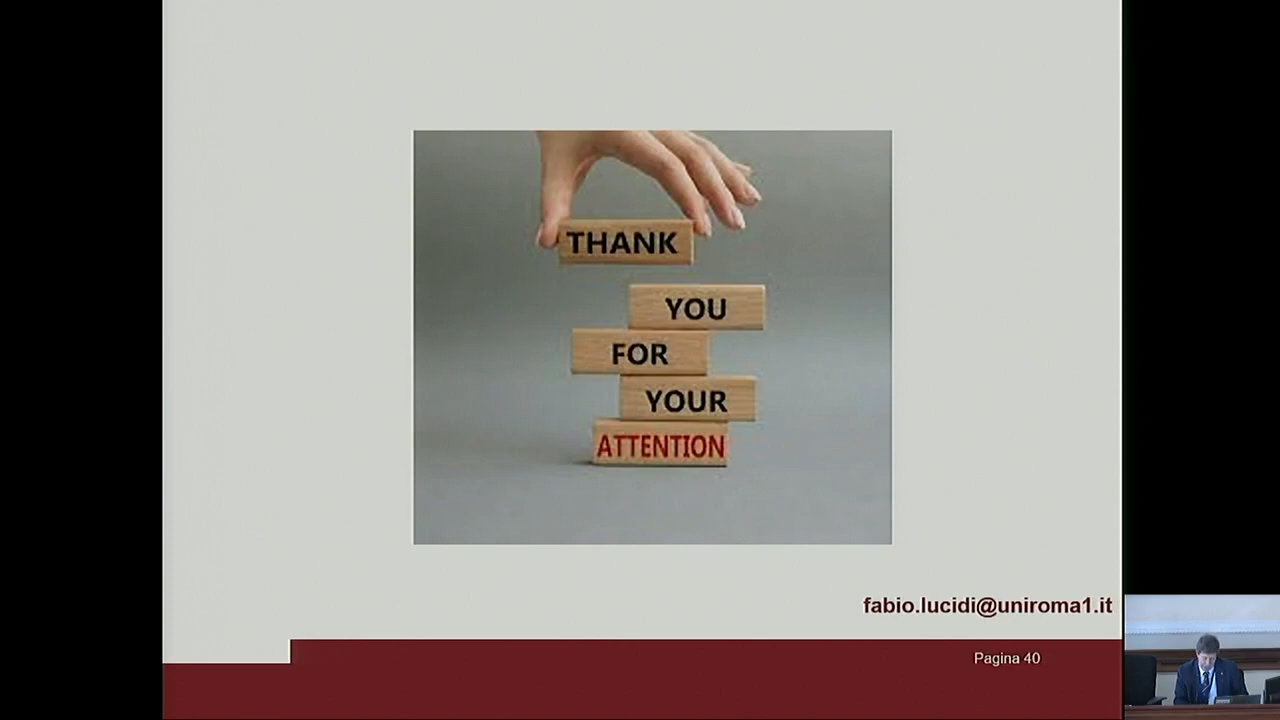 THANK
YOU
FOR
YOUR
ATTENTION
fabio.lucidi@uniroma1.it
Pagina 40